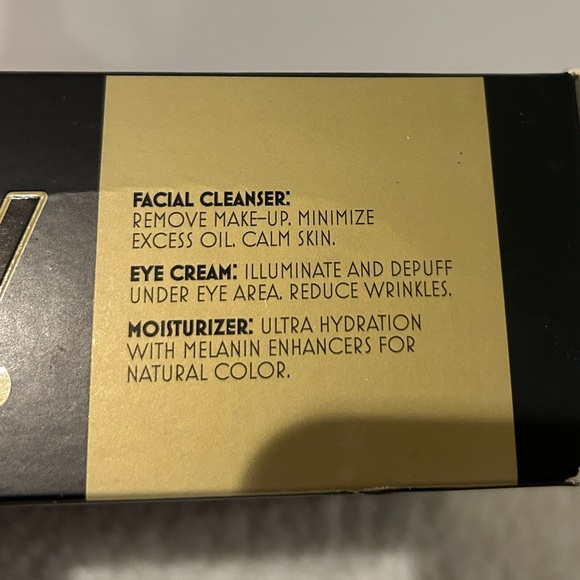 FACIAL CLEANSER:
REMOVE MAKE-UP. MINIMIZE
EXCESS OIL. CALM SKIN.
EYE CREAM: ILLUMINATE AND DEPUFF
UNDER EYE AREA. REDUCE WRINKLES.
MOISTURIZER: ULTRA HYDRATION
WITH MELANIN ENHANCERS FOR
NATURAL COLOR.